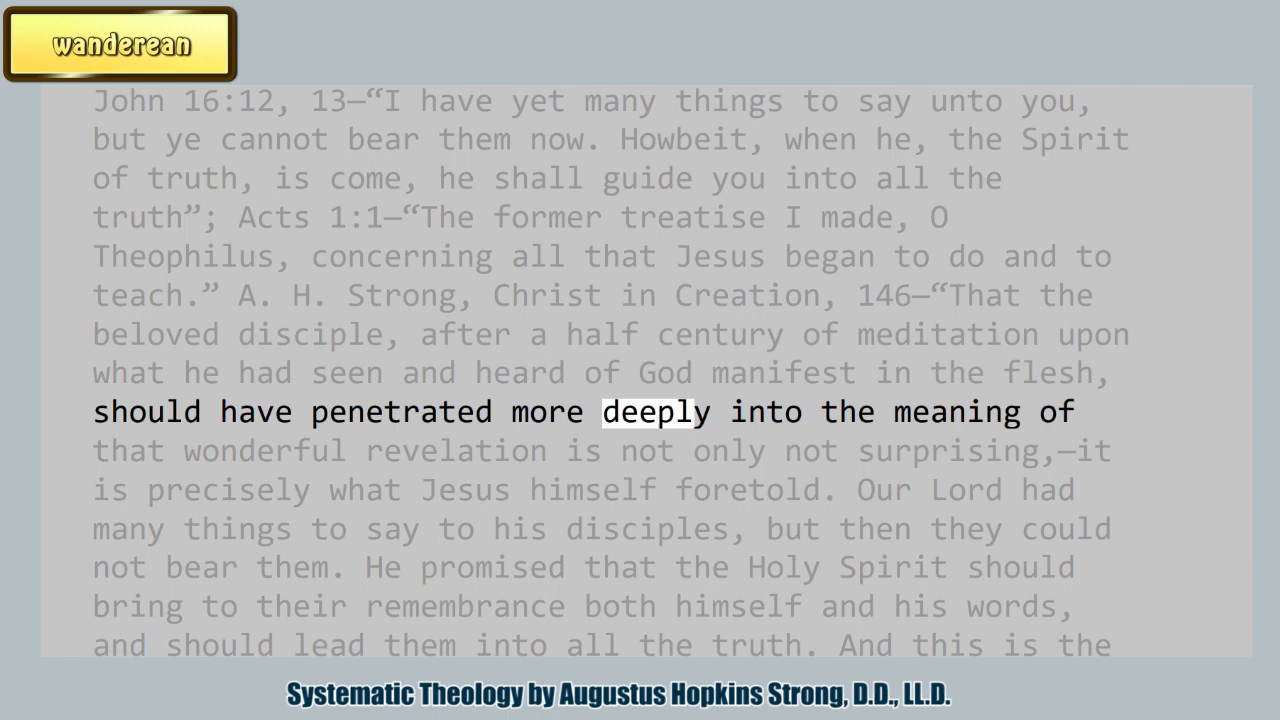 wanderean
John 16:12, 13—“I have yet many things to say unto you,
but ye cannot bear them now. Howbeit, when he, the Spirit
of truth, is come, he shall guide you into all the
truth”; Acts 1:1—“The former treatise I made, O
Theophilus, concerning all that Jesus began to do and to
teach.” A. H. Strong, Christ in Creation, 146—“That the
beloved disciple, after a half century of meditation upon
what he had seen and heard of God manifest in the flesh,
should have penetrated more deeply into the meaning of
that wonderful revelation is not only not surprising,—it
is precisely what Jesus himself foretold. Our Lord had
many things to say to his disciples, but then they could
not bear them. He promised that the Holy Spirit should
bring to their remembrance both himself and his words,
and should lead them into all the truth. And this is the
Systematic Theology by Augustus Hopkins Strong, D.D., LL.D.